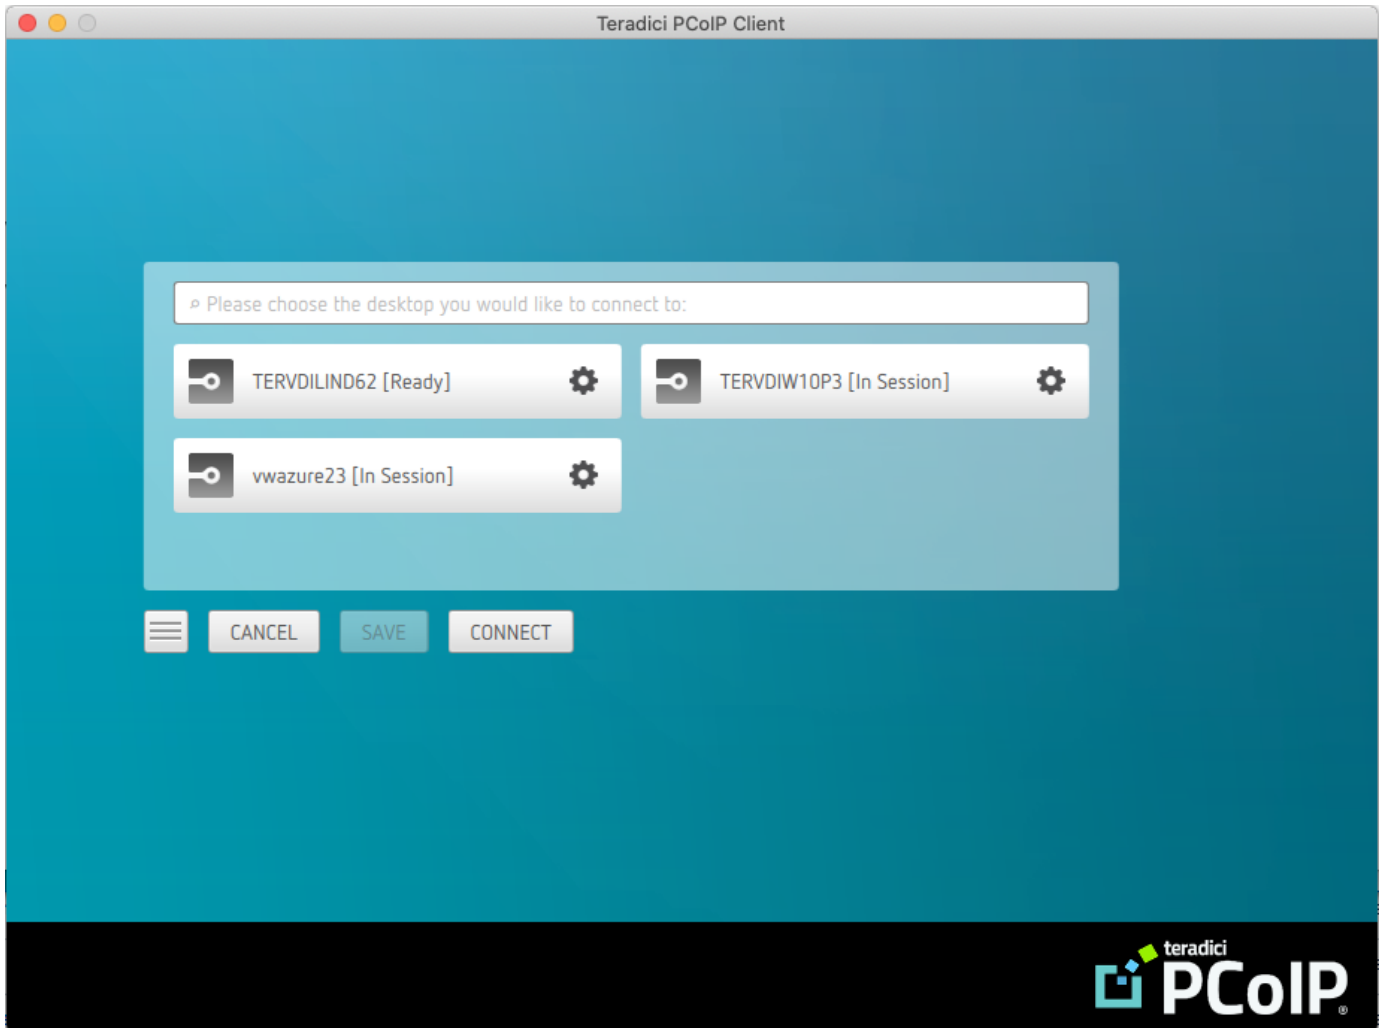 Teradici PCoIP Client
Please choose the desktop you would like to connect to:
TERVDILIND62 [Ready]
TERVDIW10P3 [In Session]
vwazure23 [In Session]
CANCEL
SAVE
CONNECT
teradici
PCoIP®